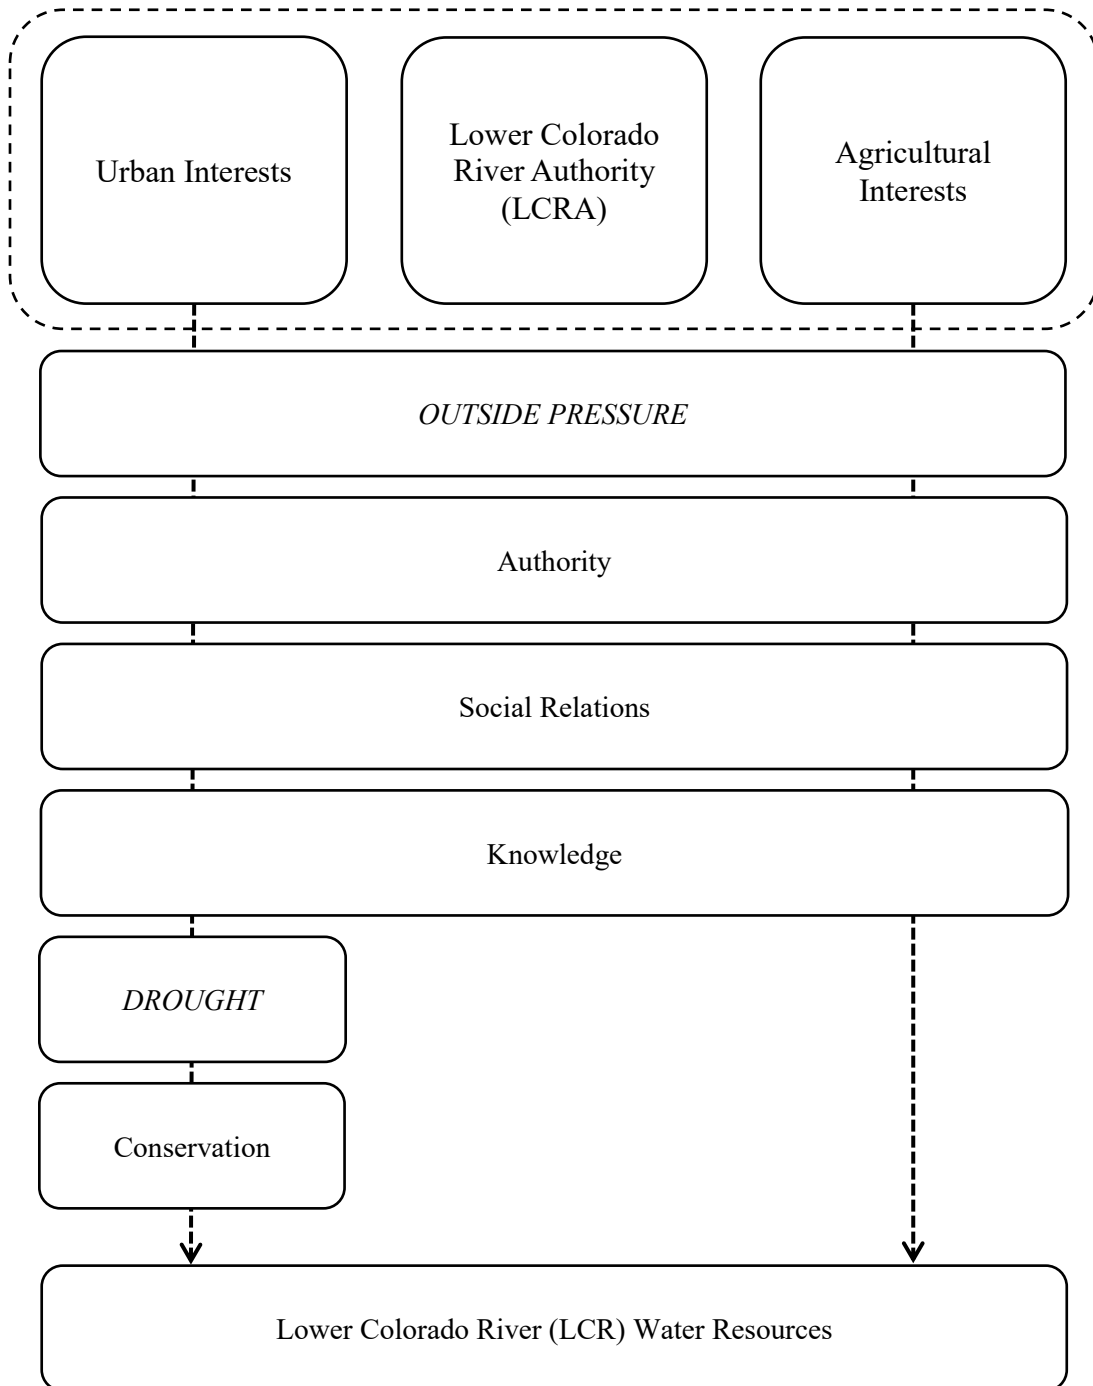 Urban Interests
Lower Colorado
River Authority
(LCRA)
Agricultural
Interests
OUTSIDE PRESSURE
Authority
Social Relations
Knowledge
DROUGHT
Conservation
Lower Colorado River (LCR) Water Resources